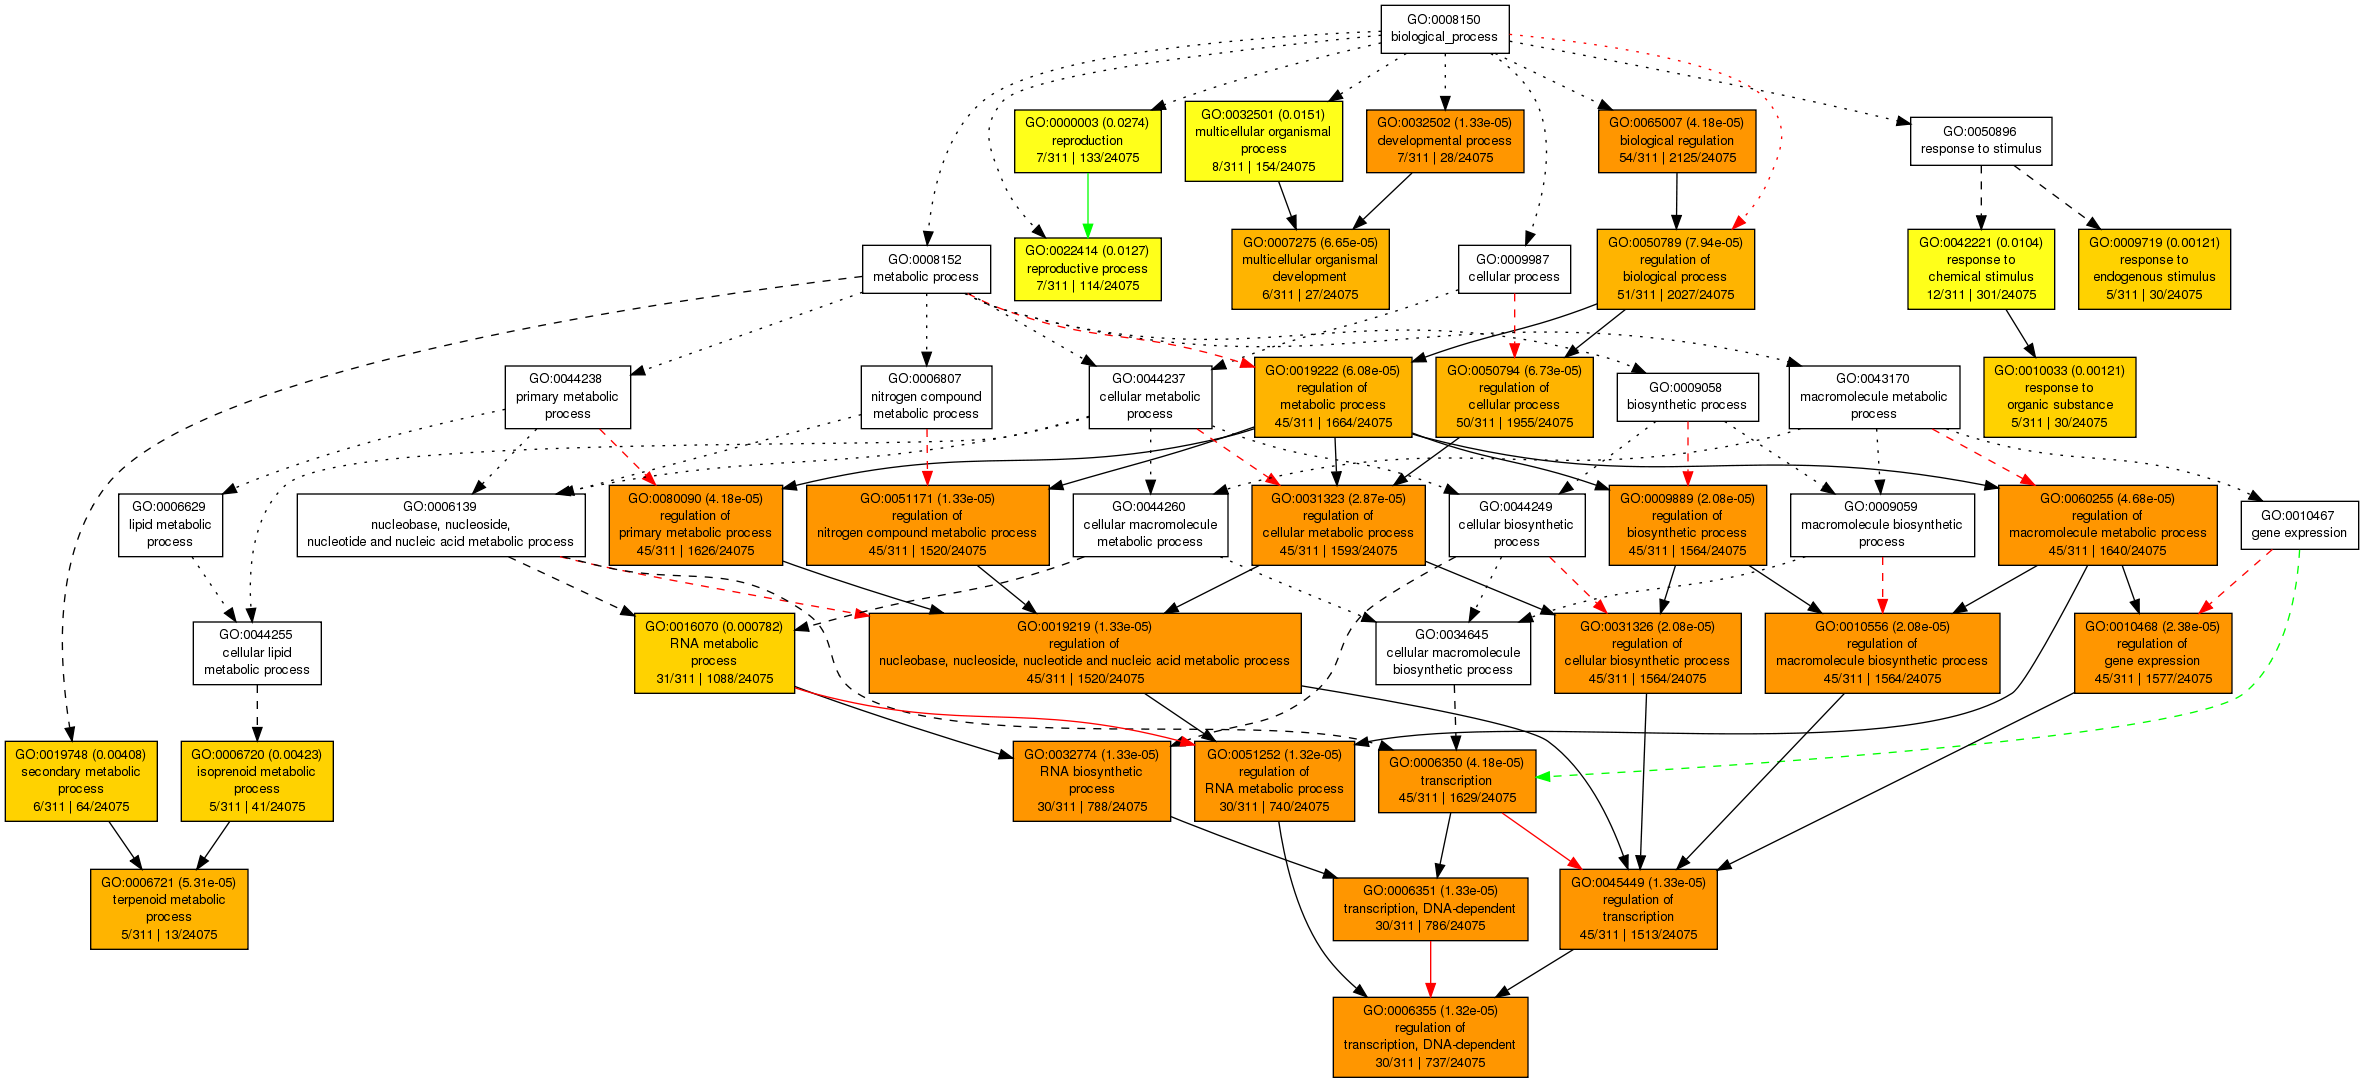 GO:0008150
biological_process
GO:0000003 (0.0274)
reproduction
7/311 | 133/24075
GO:0032501 (0.0151)
multicellular organismal
process
8/311 | 154/24075
GO:0032502 (1.33e-05)
developmental process
7/311 | 28/24075
GO:0065007 (4.18e-05)
biological regulation
54/311 | 2125/24075
GO:0050896
response to stimulus
GO:0008152
metabolic process
GO:0022414 (0.0127)
reproductive process
7/311 | 114/24075
GO:0007275 (6.65e-05)
multicellular organismal
development
6/311 | 27/24075
GO:0009987
cellular process
GO:0050789 (7.94e-05)
regulation of
biological process
51/311 | 2027/24075
GO:0042221 (0.0104)
response to
chemical stimulus
12/311 | 301/24075
GO:0009719 (0.00121)
response to
endogenous stimulus
5/311 | 30/24075
GO:0044238
primary metabolic
process
GO:0006807
nitrogen compound
metabolic process
GO:0044237
cellular metabolic
process
GO:0019222 (6.08e-05)
regulation of
metabolic process
45/311 | 1664/24075
GO:0050794 (6.73e-05)
regulation of
cellular process
50/311 | 1955/24075
GO:0009058
biosynthetic process
GO:0043170
macromolecule metabolic
process
GO:0010033 (0.00121)
response to
organic substance
5/311 | 30/24075
GO:0006629
lipid metabolic
process
GO:0006139
nucleobase, nucleoside,
nucleotide and nucleic acid metabolic process
GO:0080090 (4.18e-05)
regulation of
primary metabolic process
45/311 | 1626/24075
GO:0051171 (1.33e-05)
regulation of
nitrogen compound metabolic process
45/311 | 1520/24075
GO:0044260
cellular macromolecule
metabolic process
GO:0031323 (2.87e-05)
regulation of
cellular metabolic process
45/311 | 1593/24075
GO:0044249
cellular biosynthetic
process
GO:0009889 (2.08e-05)
regulation of
biosynthetic process
45/311 | 1564/24075
GO:0009059
macromolecule biosynthetic
process
GO:0060255 (4.68e-05)
regulation of
macromolecule metabolic process
45/311 | 1640/24075
GO:0010467
gene expression
GO:0044255
cellular lipid
metabolic process
GO:0016070 (0.000782)
RNA metabolic
process
31/311 | 1088/24075
GO:0019219 (1.33e-05)
regulation of
nucleobase, nucleoside, nucleotide and nucleic acid metabolic process
45/311 | 1520/24075
GO:0034645
cellular macromolecule
biosynthetic process
GO:0031326 (2.08e-05)
regulation of
cellular biosynthetic process
45/311 | 1564/24075
GO:0010556 (2.08e-05)
regulation of
macromolecule biosynthetic process
45/311 | 1564/24075
GO:0010468 (2.38e-05)
regulation of
gene expression
45/311 | 1577/24075
GO:0019748 (0.00408)
secondary metabolic
process
6/311 | 64/24075
GO:0006720 (0.00423)
isoprenoid metabolic
process
5/311 | 41/24075
GO:0032774 (1.33e-05)
RNA biosynthetic
process
30/311 | 788/24075
GO:0051252 (1.32e-05)
regulation of
RNA metabolic process
30/311 | 740/24075
GO:0006350 (4.18e-05)
transcription
45/311 | 1629/24075
GO:0006721 (5.31e-05)
terpenoid metabolic
process
5/311 | 13/24075
GO:0006351 (1.33e-05)
transcription, DNA-dependent
30/311 | 786/24075
GO:0045449 (1.33e-05)
regulation of
transcription
45/311 | 1513/24075
GO:0006355 (1.32e-05)
regulation of
transcription, DNA-dependent
30/311 | 737/24075